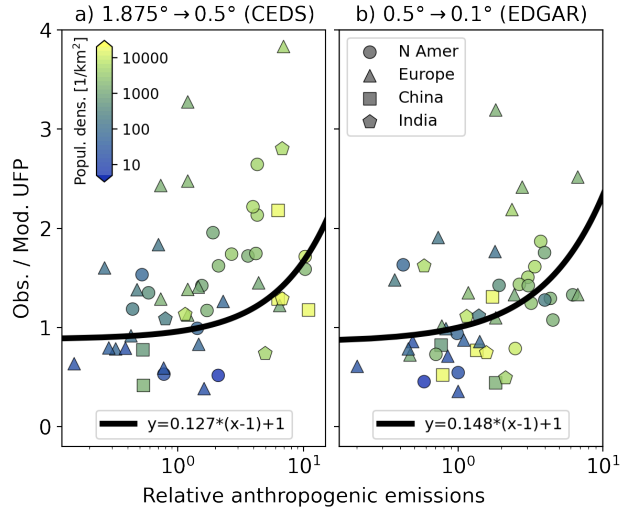 a) 1.875°→0.5° (CEDS)
b) 0.5°→0.1° (EDGAR)
Obs. / Mod. UFP
4
3
2
1
0
Popul. dens. [1/km²]
10000
1000
100
10
N Amer
Europe
China
India
y=0.127*(x-1)+1
y=0.148*(x-1)+1
10⁰
10¹
10⁰
10¹
Relative anthropogenic emissions